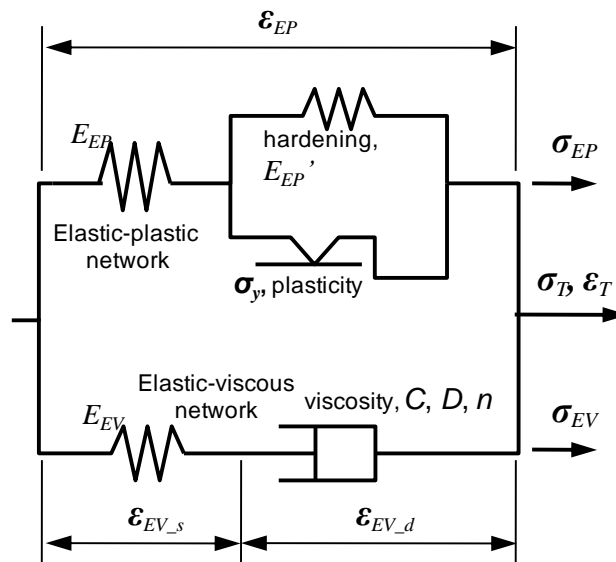 ε_EP
E_EP
hardening,
E_EP’
σ_EP
Elastic-plastic
network
σ_y, plasticity
σ_T, ε_T
Elastic-viscous
network
viscosity, C, D, n
E_EV
σ_EV
ε_EV_s
ε_EV_d